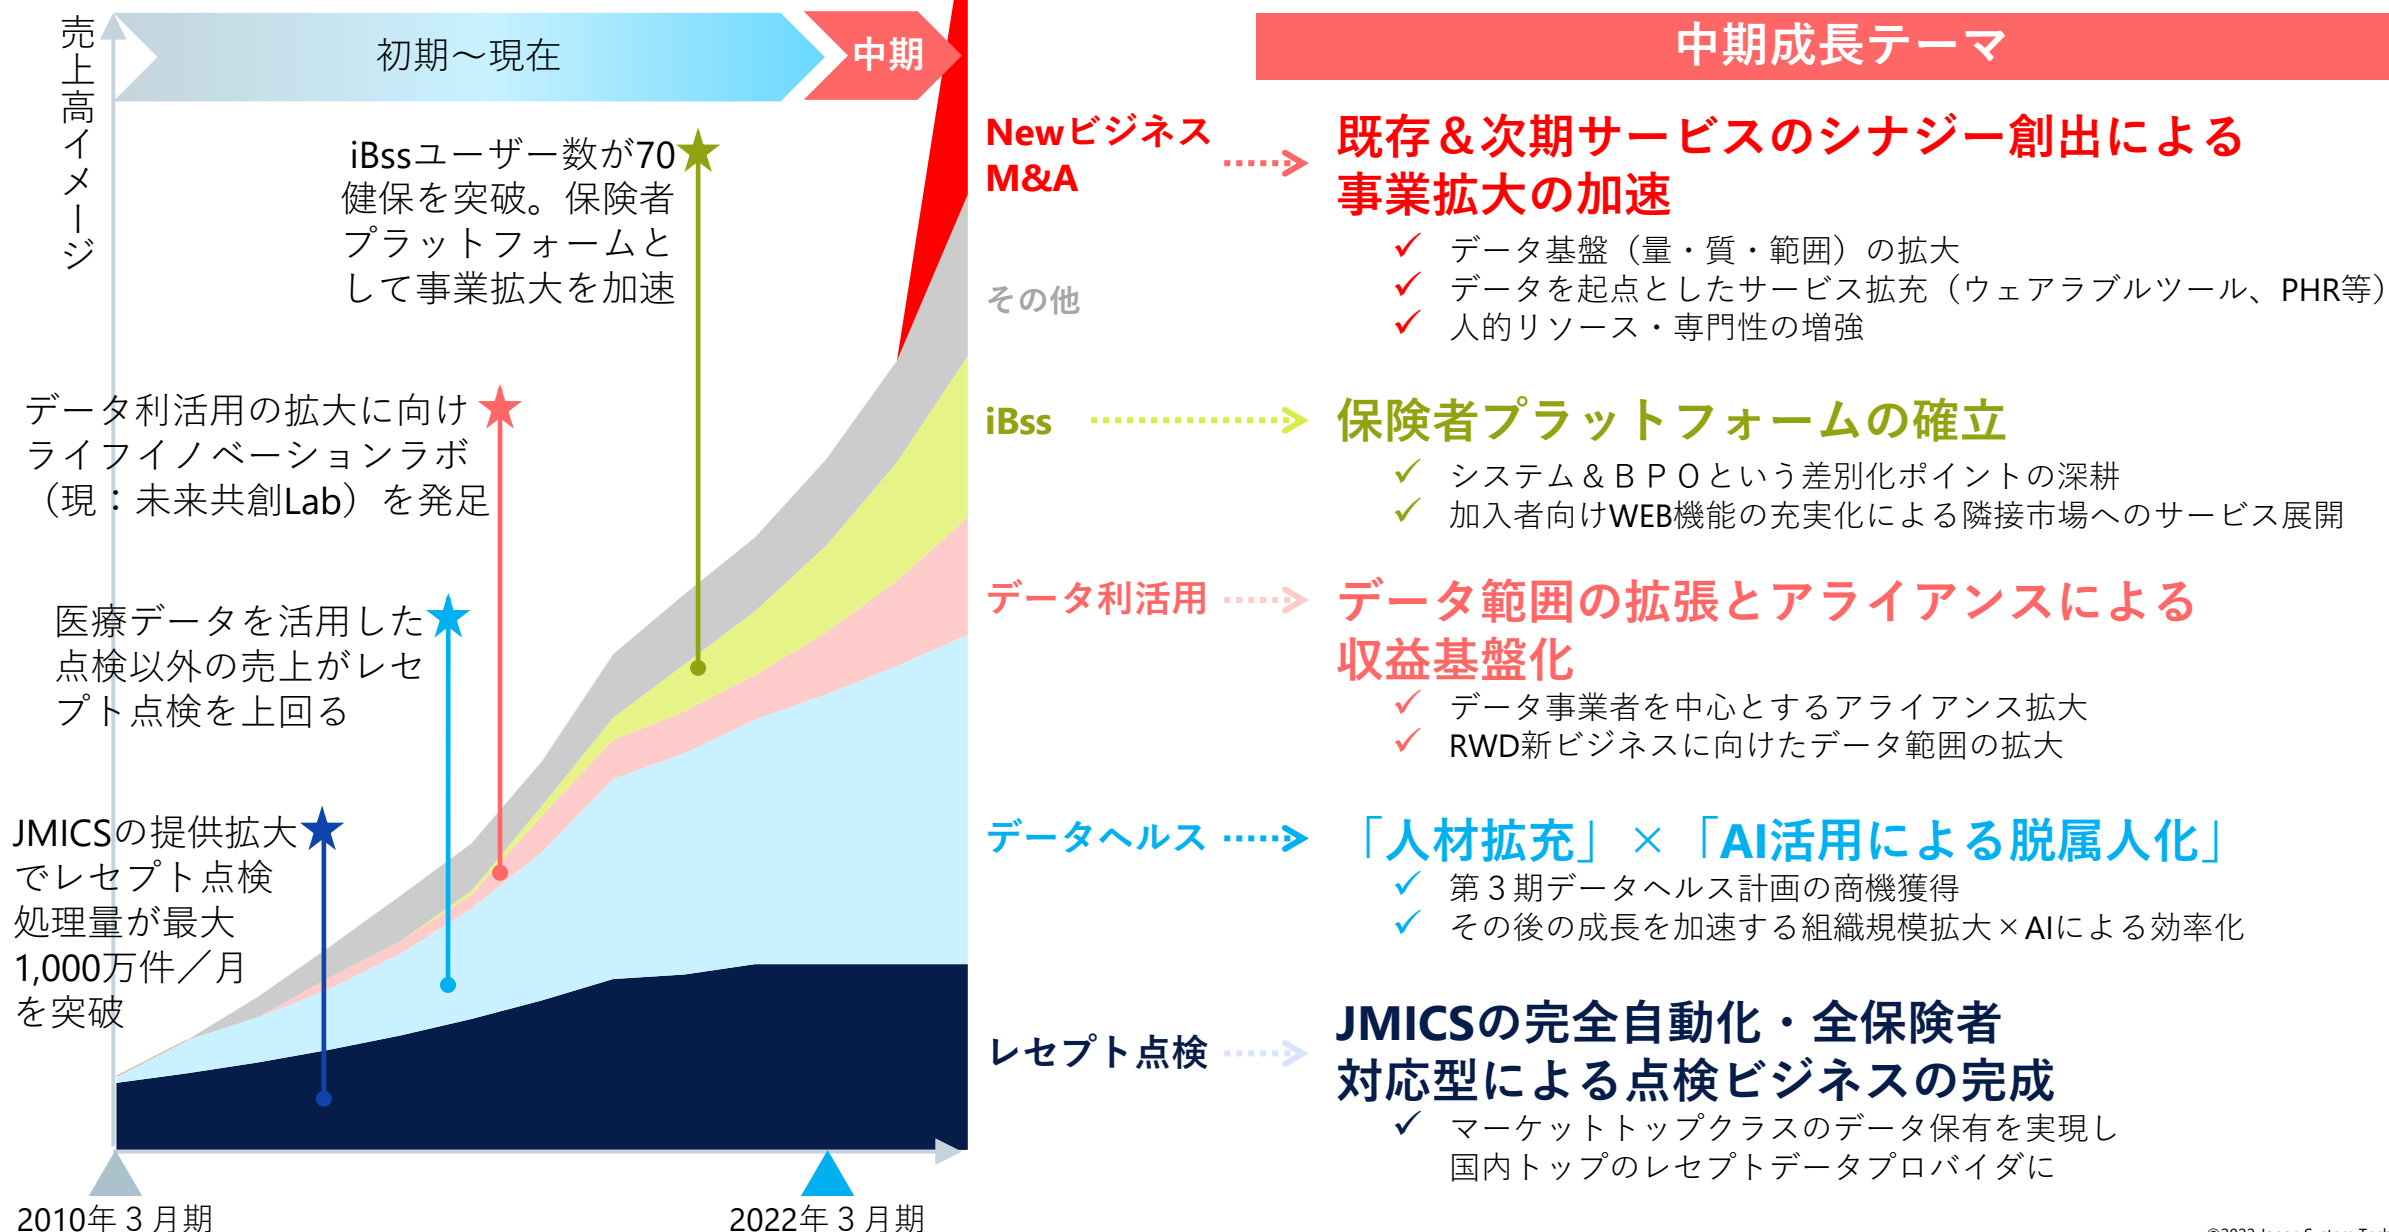 売上高イメージ
初期～現在
中期
iBssユーザー数が70
健保を突破。保険者
プラットフォームと
して事業拡大を加速
データ利活用の拡大に向け
ライフイノベーションラボ
（現：未来共創Lab）を発足
医療データを活用した
点検以外の売上がレセ
プト点検を上回る
JMICSの提供拡大
でレセプト点検
処理量が最大
1,000万件／月
を突破
2010年３月期
2022年３月期
中期成長テーマ
Newビジネス
M&A
既存＆次期サービスのシナジー創出による
事業拡大の加速
✓ データ基盤（量・質・範囲）の拡大
✓ データを起点としたサービス拡充（ウェアラブルツール、PHR等）
✓ 人的リソース・専門性の増強
その他
iBss
保険者プラットフォームの確立
✓ システム＆ＢＰＯという差別化ポイントの深耕
✓ 加入者向けWEB機能の充実化による隣接市場へのサービス展開
データ利活用
データ範囲の拡張とアライアンスによる
収益基盤化
✓ データ事業者を中心とするアライアンス拡大
✓ RWD新ビジネスに向けたデータ範囲の拡大
データヘルス
「人材拡充」×「AI活用による脱属人化」
✓ 第３期データヘルス計画の商機獲得
✓ その後の成長を加速する組織規模拡大×AIによる効率化
レセプト点検
JMICSの完全自動化・全保険者
対応型による点検ビジネスの完成
✓ マーケットトップクラスのデータ保有を実現し
国内トップのレセプトデータプロバイダに